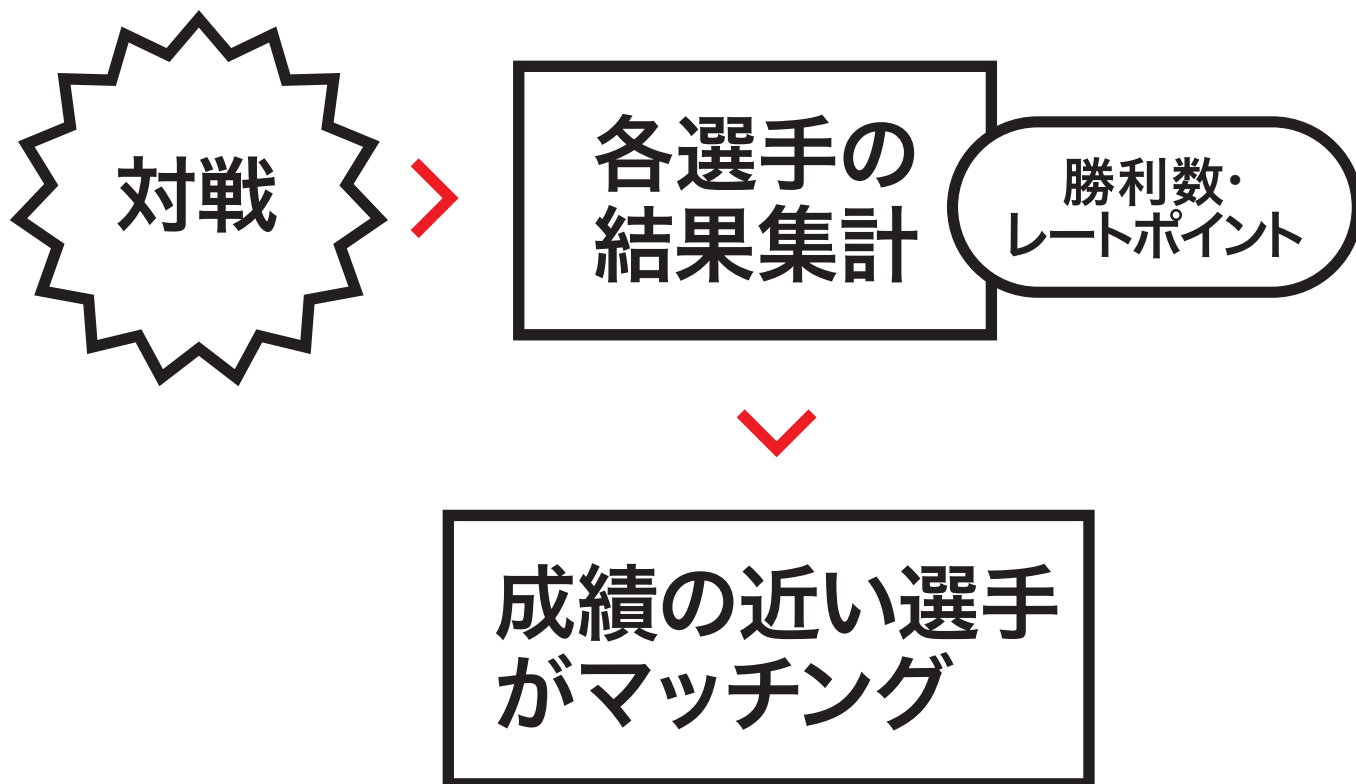 対戦
各選手の
結果集計
勝利数・
レートポイント
成績の近い選手
がマッチング